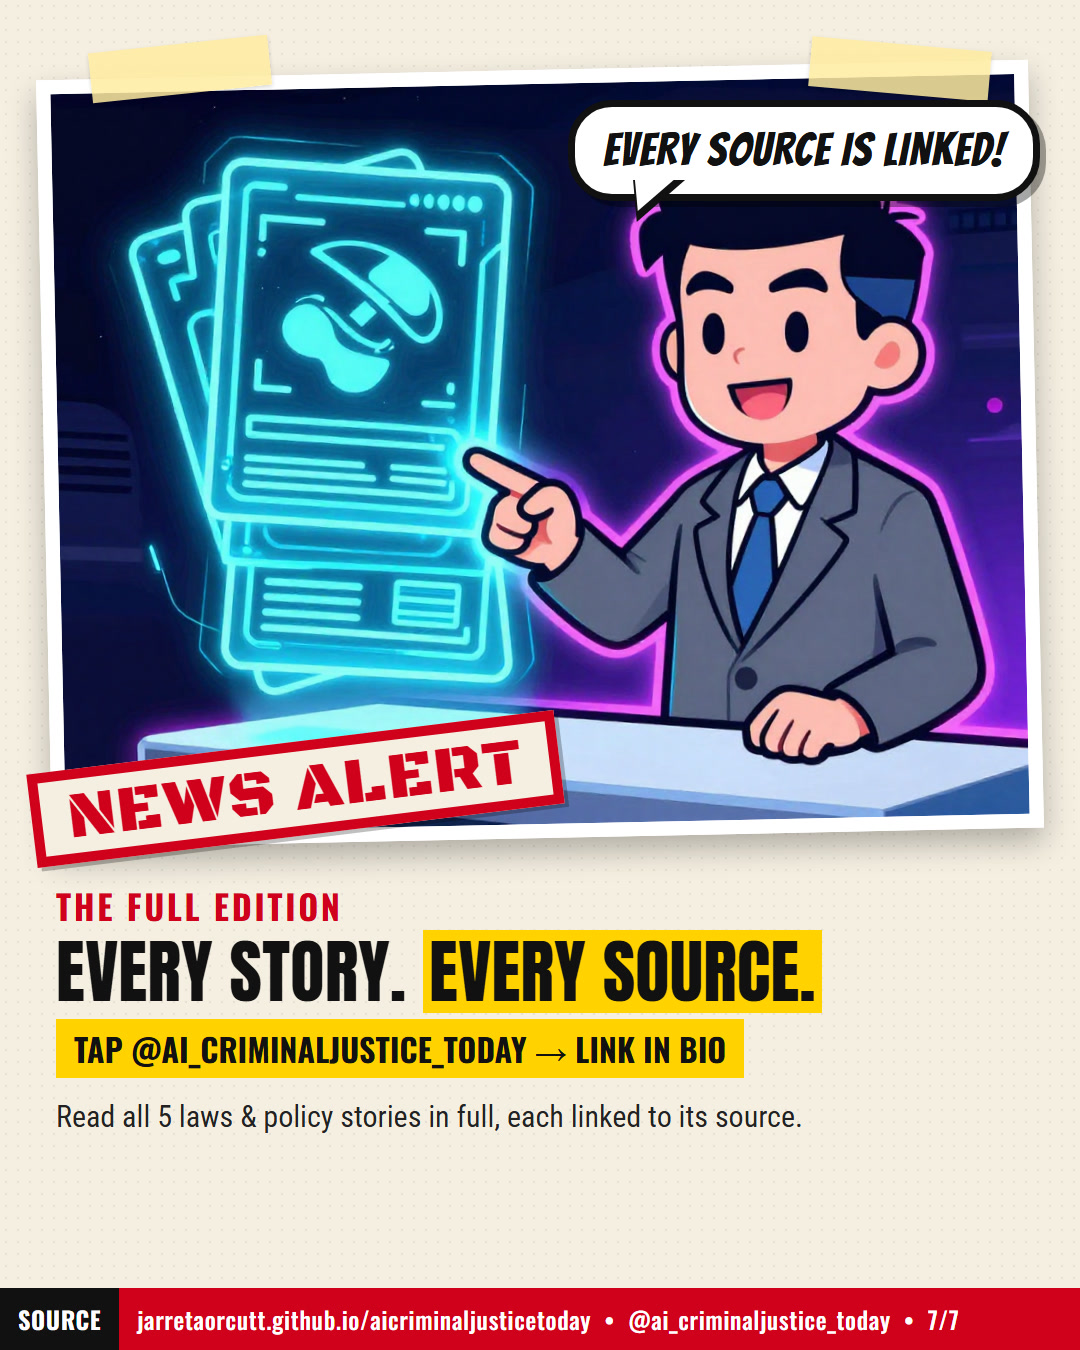 EVERY SOURCE IS LINKED!
NEWS ALERT
THE FULL EDITION
EVERY STORY. EVERY SOURCE.
TAP @AI_CRIMINALJUSTICE_TODAY → LINK IN BIO
Read all 5 laws & policy stories in full, each linked to its source.
SOURCE jarretaorcutt.github.io/aicriminaljusticetoday • @ai_criminaljustice_today • 7/7